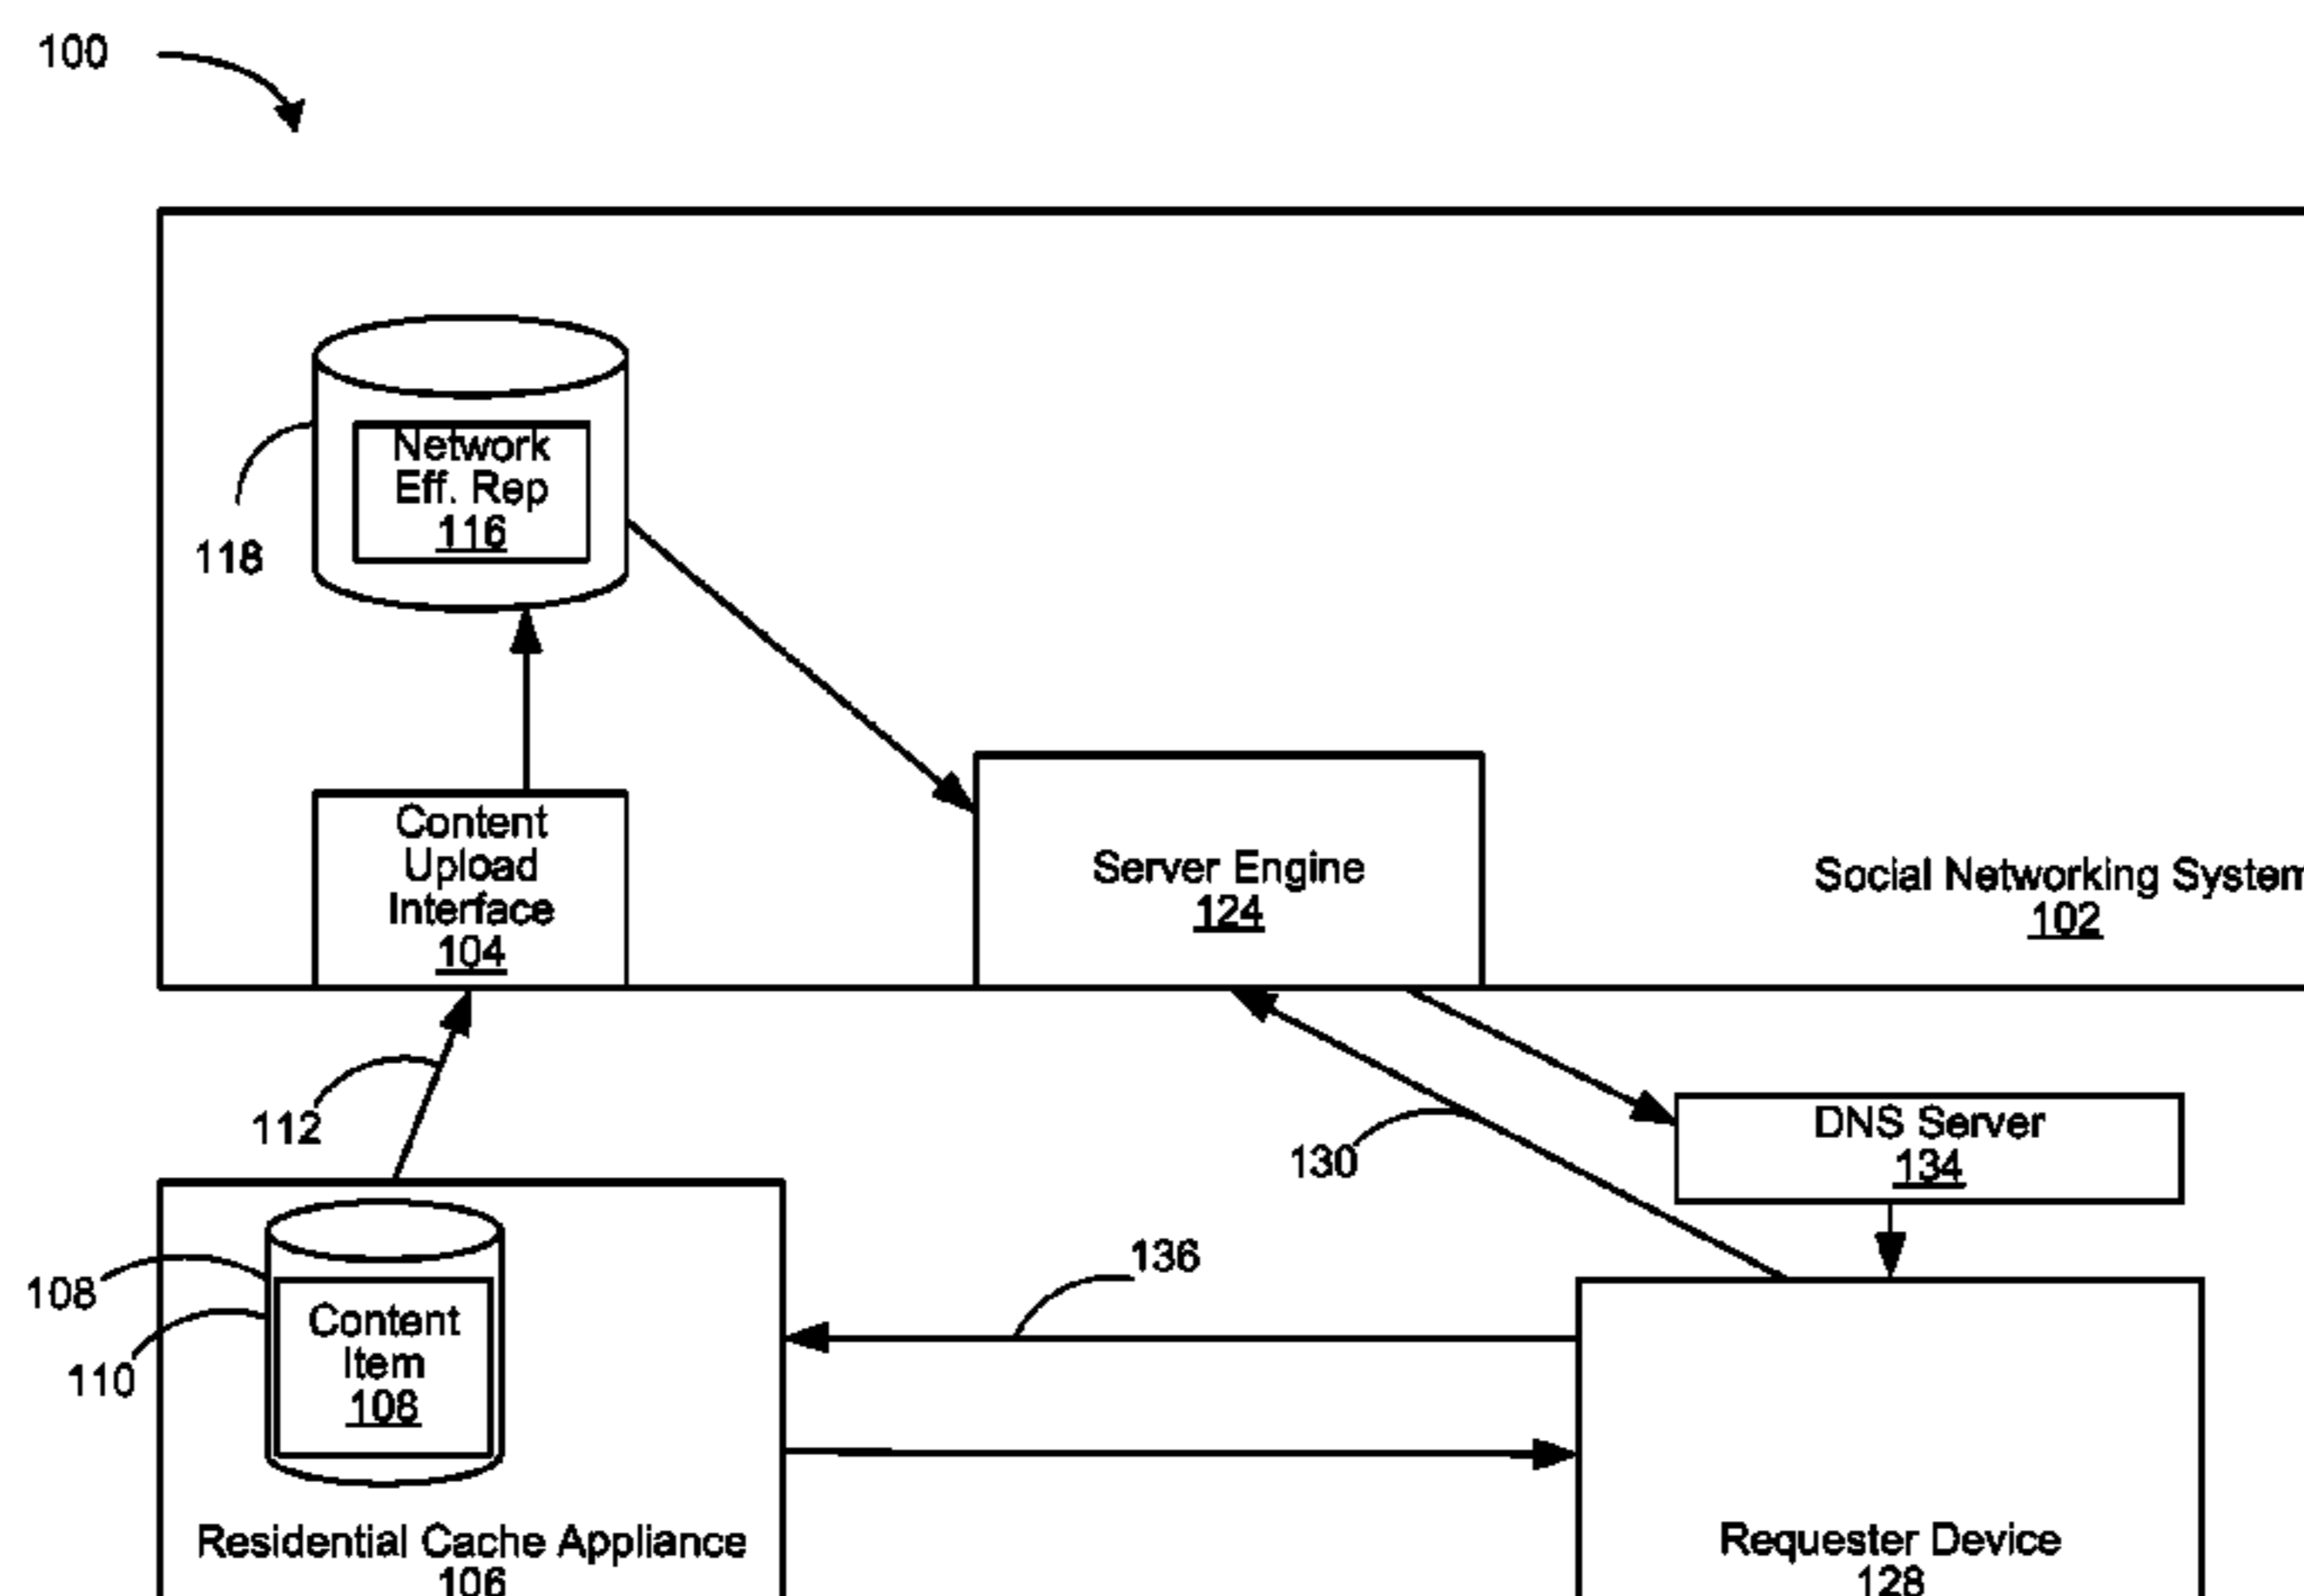 100
Network
Eff. Rep
116
118
Content
Upload
Interface
104
Server Engine
124
Social Networking System
102
112
130
DNS Server
134
136
108
110
Content
Item
108
Residential Cache Appliance
106
Requester Device
128